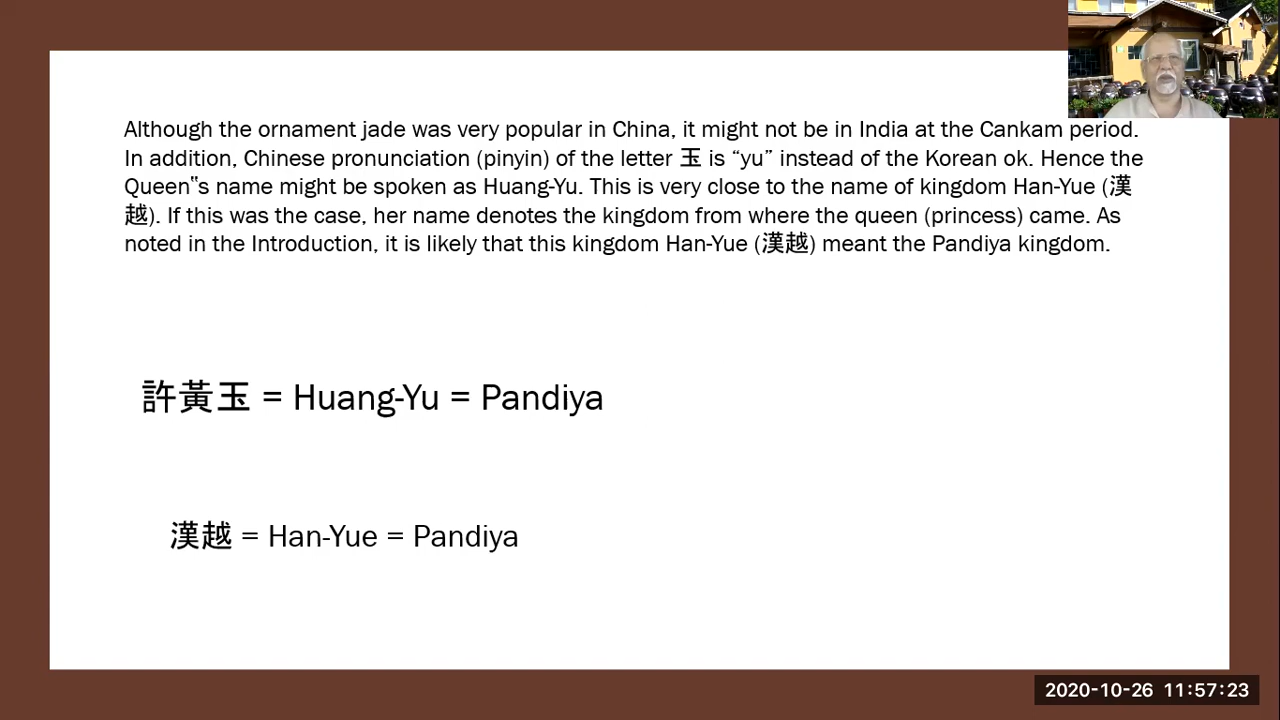 Although the ornament jade was very popular in China, it might not be in India at the Cankam period.
In addition, Chinese pronunciation (pinyin) of the letter 玉 is “yu” instead of the Korean ok. Hence the
Queen‟s name might be spoken as Huang-Yu. This is very close to the name of kingdom Han-Yue (漢
越). If this was the case, her name denotes the kingdom from where the queen (princess) came. As
noted in the Introduction, it is likely that this kingdom Han-Yue (漢越) meant the Pandiya kingdom.
許黃玉 = Huang-Yu = Pandiya
漢越 = Han-Yue = Pandiya
2020-10-26 11:57:23